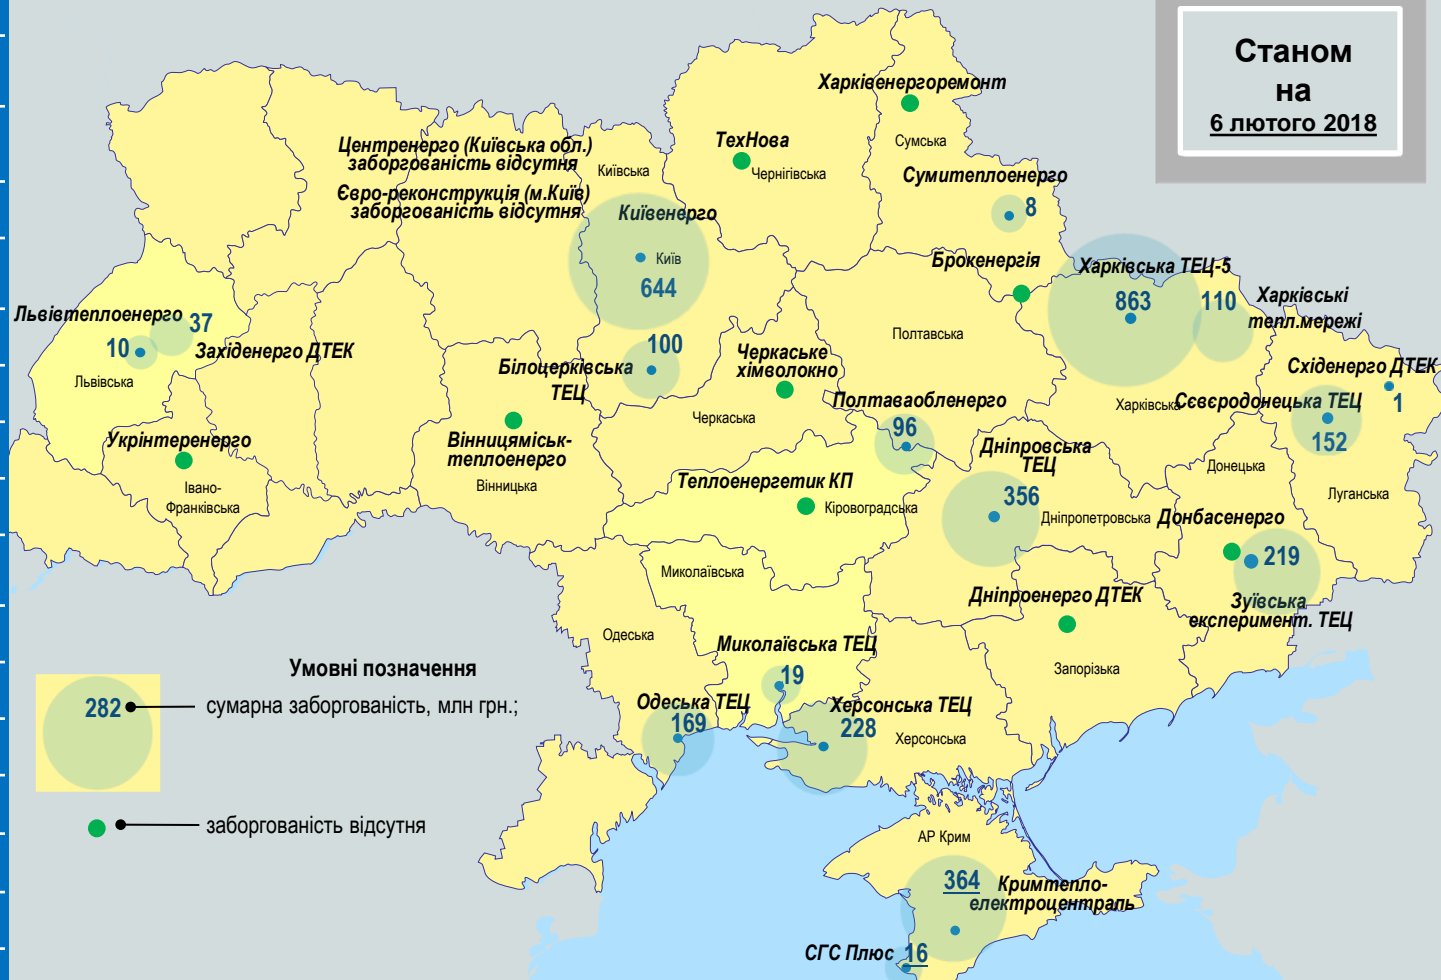 Станом
на
6 лютого 2018
Харківенергоремонт
Сумська
ТехНова
Чернігівська
Центренерго (Київська обл.)
заборгованість відсутня
Євро-реконструкція (м.Київ)
заборгованість відсутня
Київська
Київенерго
Київ
644
Сумитеплоенерго
8
Брокенергія
Харківська ТЕЦ-5
863
110
Харківські
тепл.мережі
Харківська
Львівтеплоенерго
37
10
Західенерго ДТЕК
Львівська
Полтавська
100
Білоцерківська
ТЕЦ
Черкаське
хімволокно
Черкаська
Східенерго ДТЕК
1
Сєвєродонецька ТЕЦ
152
Полтаваобленерго
96
Укрінтеренерго
Івано-
Франківська
Вінницяміськ-
теплоенерго
Вінницька
Дніпровська
ТЕЦ
356
Дніпропетровська
Донецька
Луганська
Теплоенергетик КП
Кіровоградська
Донбасенерго
219
Зуївська
експеримент. ТЕЦ
Миколаївська
Дніпроенерго ДТЕК
Запорізька
Одеська
Миколаївська ТЕЦ
19
Одеська ТЕЦ
169
Херсонська ТЕЦ
228
Херсонська
Умовні позначення
282
сумарна заборгованість, млн грн.;
заборгованість відсутня
АР Крим
364
Кримтепло-
електроцентраль
СГС Плюс
16